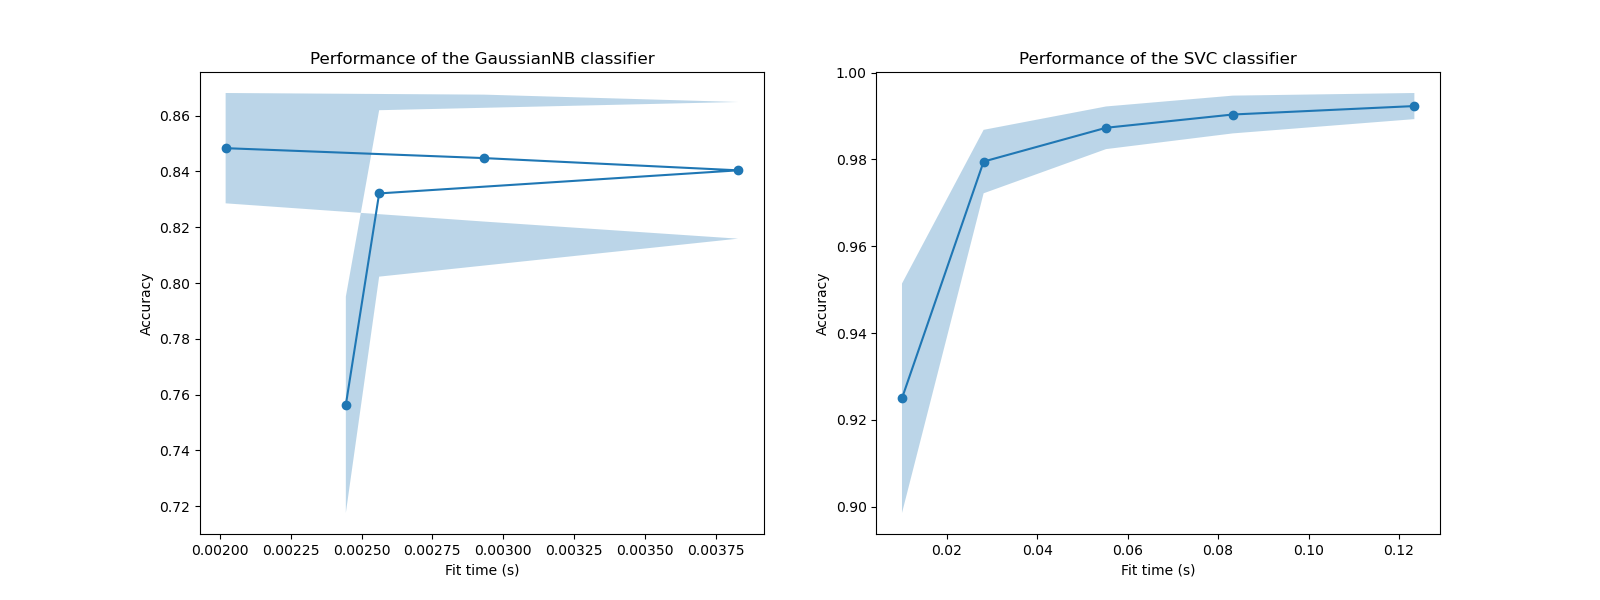 Performance of the GaussianNB classifier
0.86
0.84
0.82
0.80
0.78
0.76
0.74
0.72
Accuracy
0.00200 0.00225 0.00250 0.00275 0.00300 0.00325 0.00350 0.00375
Fit time (s)
Performance of the SVC classifier
1.00
0.98
0.96
0.94
0.92
0.90
Accuracy
0.02 0.04 0.06 0.08 0.10 0.12
Fit time (s)